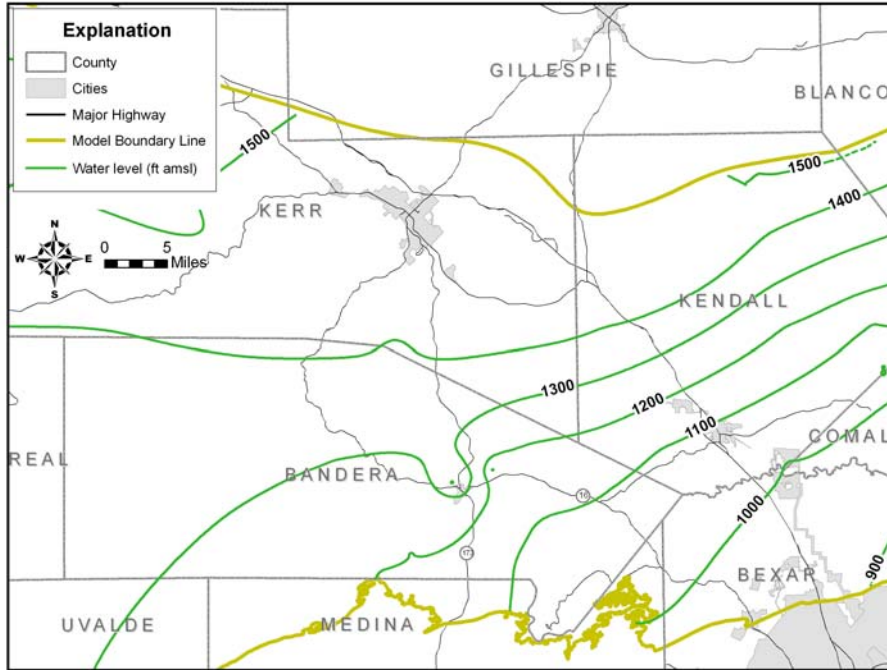 Explanation
County
Cities
Major Highway
Model Boundary Line
Water level (ft amsl)
GILLESPIE
BLANCO
1500
1500
1400
KERR
N
W E
S
0 5
Miles
KENDALL
1300
1200
1100
REAL
BANDERA
COMAL
16
1000
173
BEXAR
900
UVALDE
MEDINA